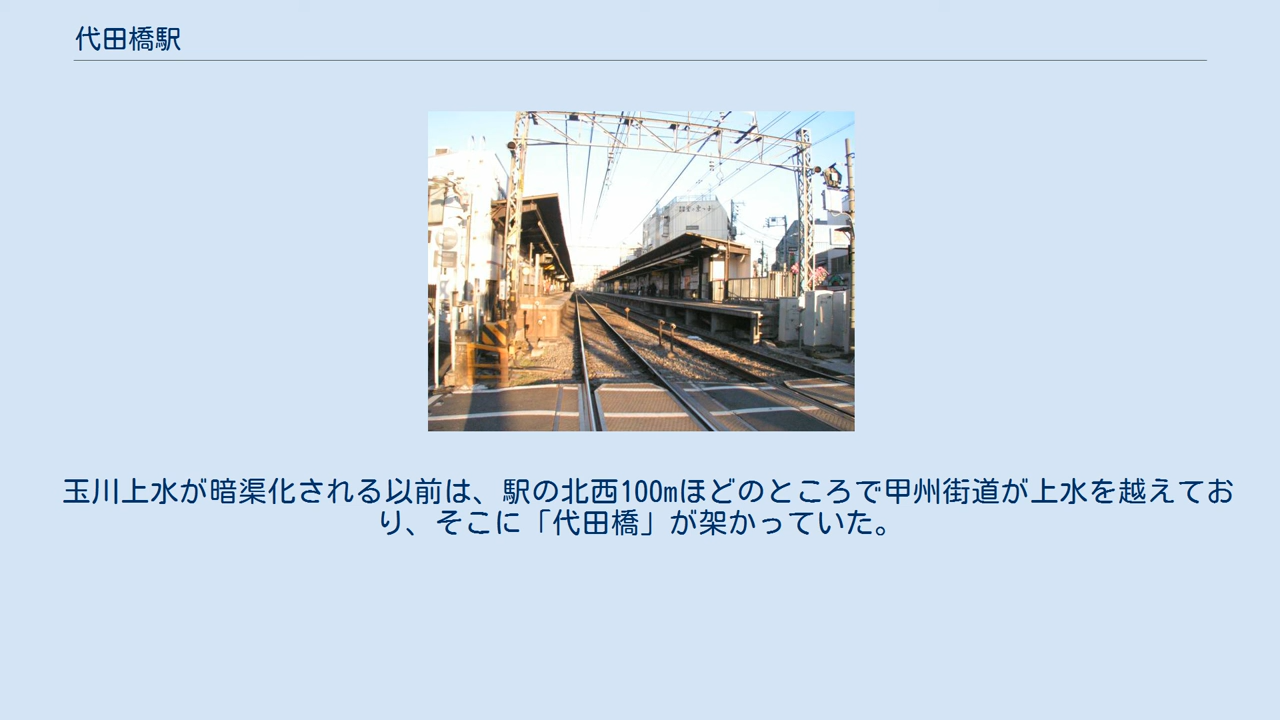 代田橋駅
玉川上水が暗渠化される以前は、駅の北西100mほどのところで甲州街道が上水を越えてお
り、そこに「代田橋」が架かっていた。